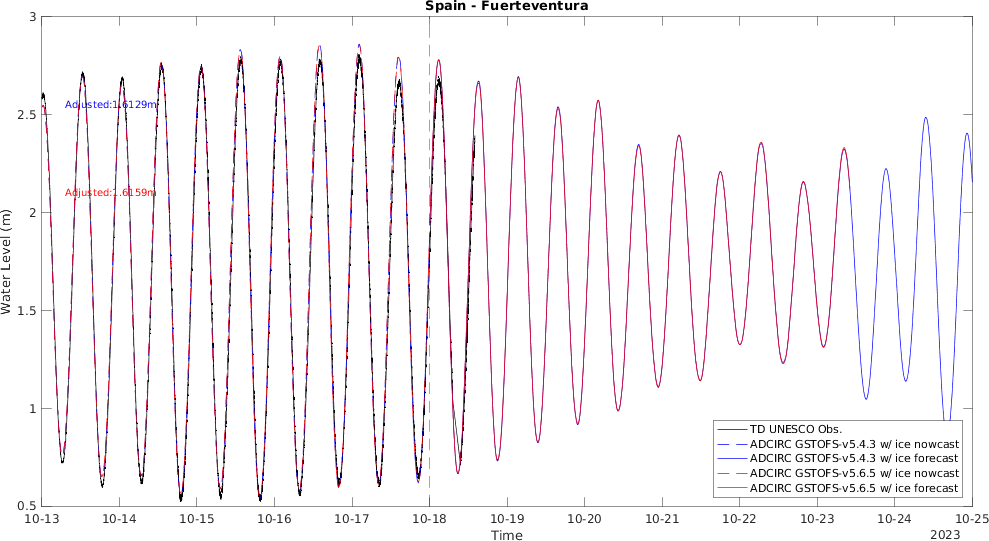 Spain - Fuerteventura
3
2.5
2
1.5
1
0.5
Water Level (m)
Adjusted:1.6129m
Adjusted:1.6159m
TD UNESCO Obs.
ADCIRC GSTOFS-v5.4.3 w/ ice nowcast
ADCIRC GSTOFS-v5.4.3 w/ ice forecast
ADCIRC GSTOFS-v5.6.5 w/ ice nowcast
ADCIRC GSTOFS-v5.6.5 w/ ice forecast
10-13 10-14 10-15 10-16 10-17 10-18 10-19 10-20 10-21 10-22 10-23 10-24 10-25
Time
2023